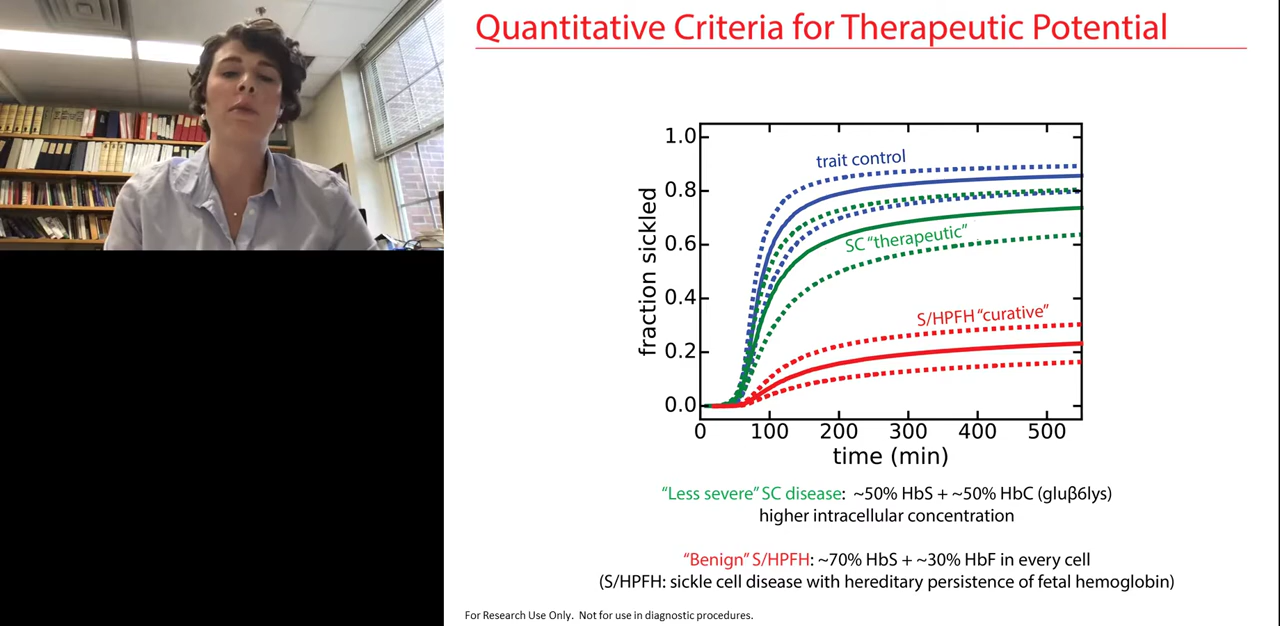 Quantitative Criteria for Therapeutic Potential
1.0
0.8
0.6
0.4
0.2
0.0
fraction sickled
trait control
SC “therapeutic”
S/HPFH “curative”
0 100 200 300 400 500
time (min)
“Less severe” SC disease: ~50% HbS + ~50% HbC (gluβ6lys)
higher intracellular concentration
“Benign” S/HPFH: ~70% HbS + ~30% HbF in every cell
(S/HPFH: sickle cell disease with hereditary persistence of fetal hemoglobin)
For Research Use Only. Not for use in diagnostic procedures.